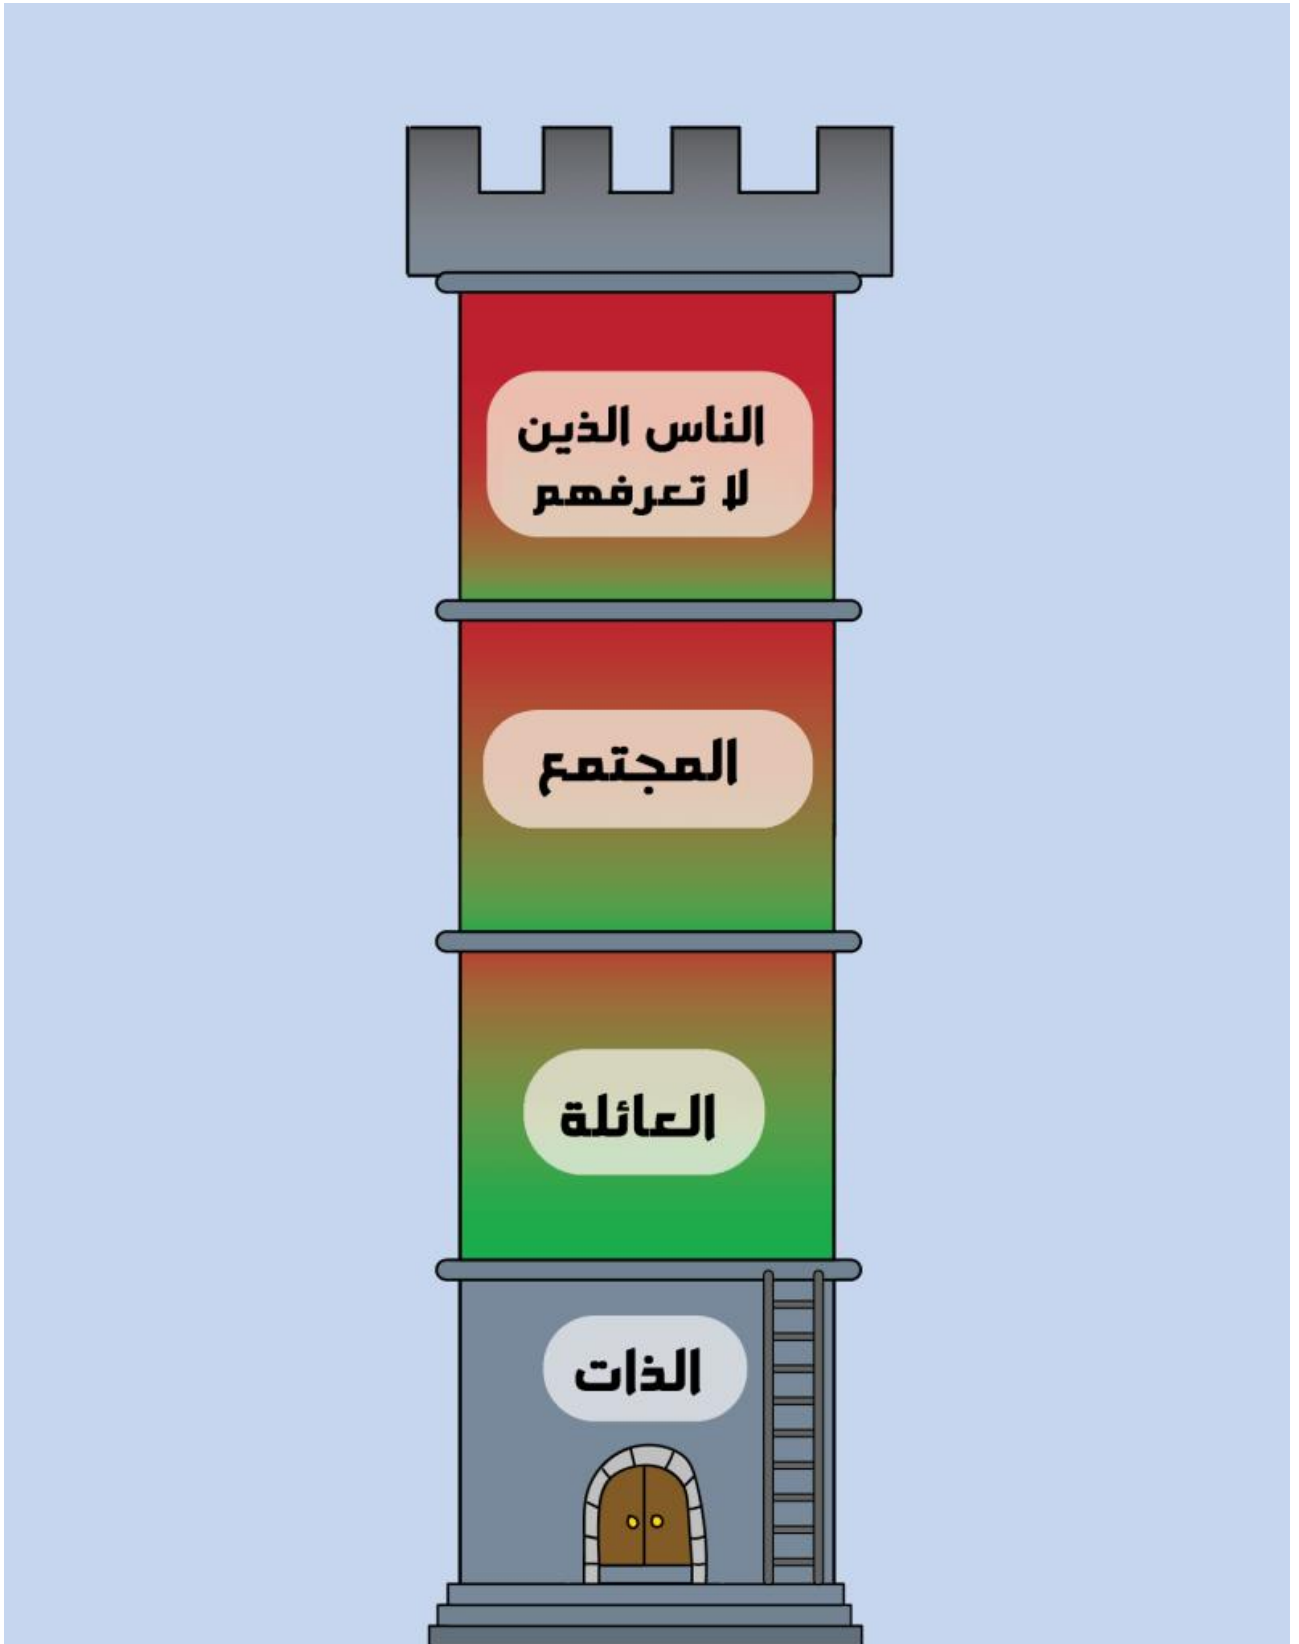 الناس الذين
لا تعرفهم
المجتمع
العائلة
الذات